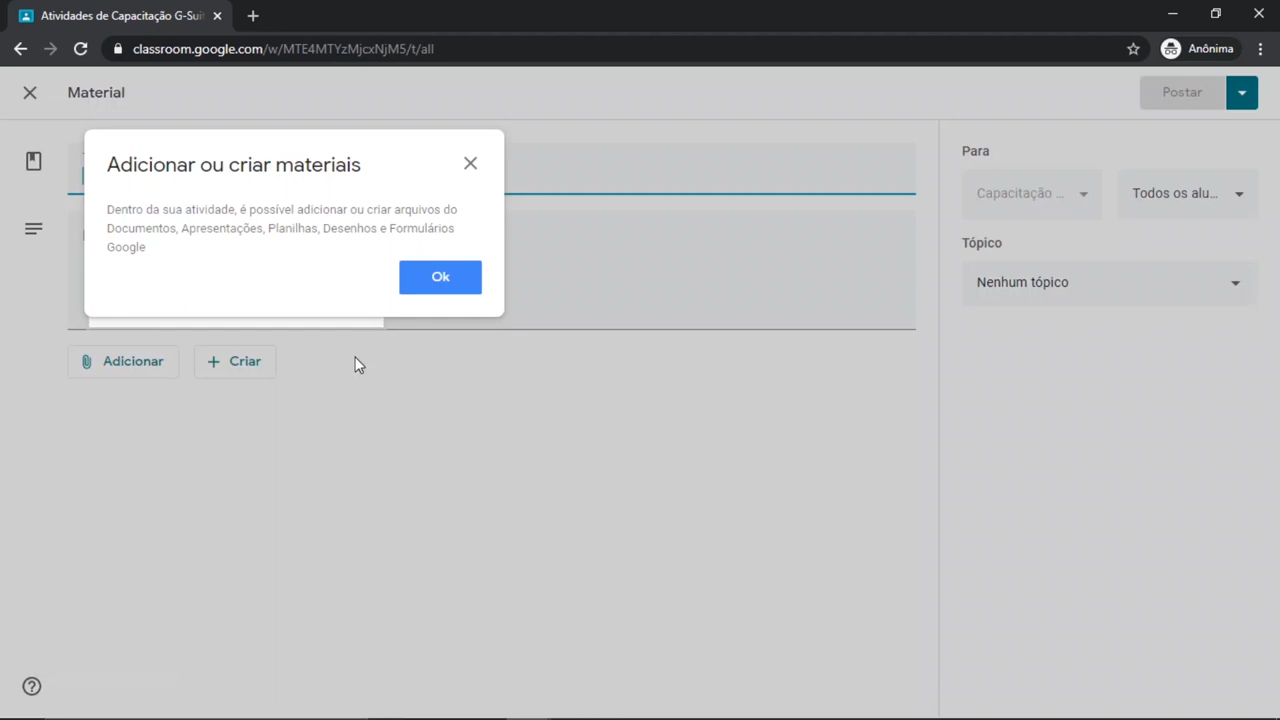 Atividades de Capacitação G-Suit
classroom.google.com/w/MTE4MTYzMjcxNjM5/t/all
Anônima
Material
Postar
Adicionar ou criar materiais
Dentro da sua atividade, é possível adicionar ou criar arquivos do
Documentos, Apresentações, Planilhas, Desenhos e Formulários
Google
Ok
Adicionar
Criar
Para
Capacitação ...
Todos os alu...
Tópico
Nenhum tópico